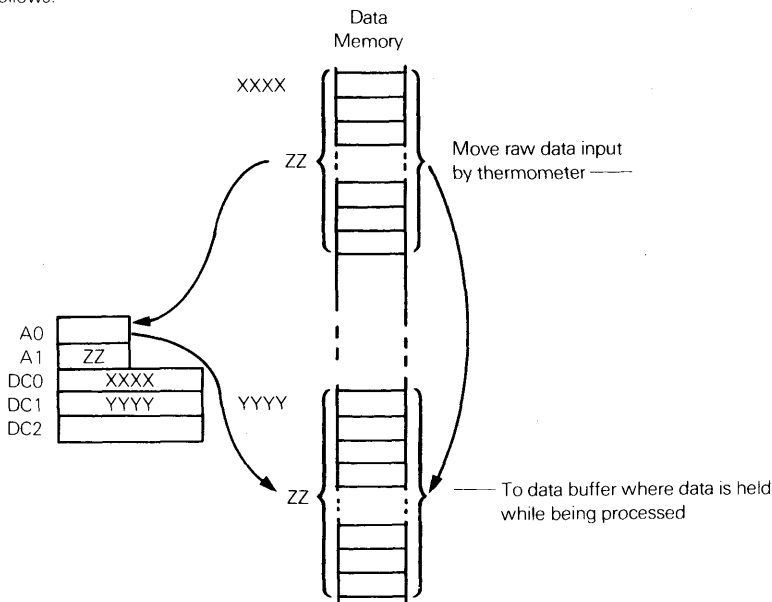 Data
Memory
XXXX
ZZ
Move raw data input
by thermometer
A0
A1 ZZ
DC0 XXXX
DC1 YYYY
DC2
YYYY
ZZ
To data buffer where data is held
while being processed